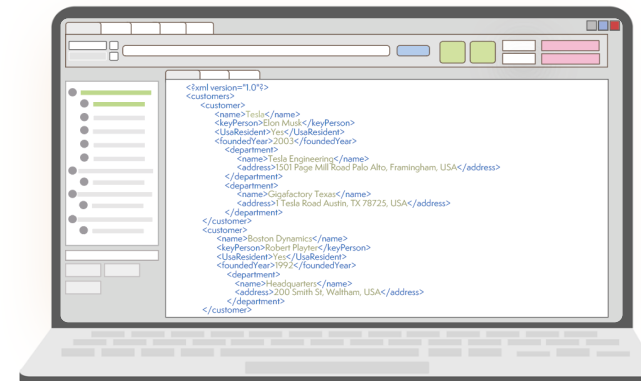 <?xml version="1.0"?>
<customers>
<customer>
<name>Tesla</name>
<keyPerson>Elon Musk</keyPerson>
<UsaResident>Yes</UsaResident>
<foundedYear>2003</foundedYear>
<department>
<name>Tesla Engineering</name>
<address>1501 Page Mill Road Palo Alto, Framingham, USA</address>
</department>
<department>
<name>Gigafactory Texas</name>
<address>1 Tesla Road Austin, TX 78725, USA</address>
</department>
</customer>
<customer>
<name>Boston Dynamics</name>
<keyPerson>Robert Playter</keyPerson>
<UsaResident>Yes</UsaResident>
<foundedYear>1992</foundedYear>
<department>
<name>Headquarters</name>
<address>200 Smith St, Waltham, USA</address>
</department>
</customer>